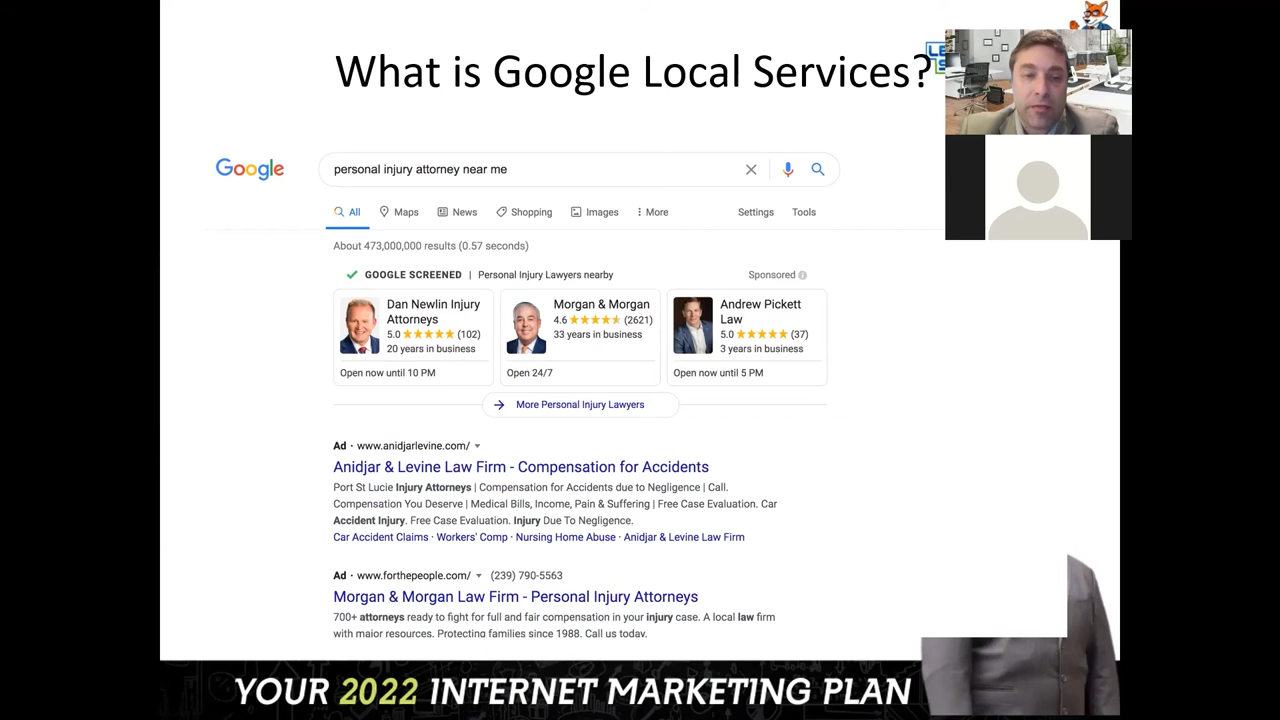 What is Google Local Services?
LE
S
Google
personal injury attorney near me
All Maps News Shopping Images More Settings Tools
About 473,000,000 results (0.57 seconds)
GOOGLE SCREENED | Personal Injury Lawyers nearby Sponsored
Dan Newlin Injury
Attorneys
5.0 (102)
20 years in business
Open now until 10 PM
Morgan & Morgan
4.6 (2621)
33 years in business
Open 24/7
Andrew Pickett
Law
5.0 (37)
3 years in business
Open now until 5 PM
More Personal Injury Lawyers
Ad · www.anidjarlevine.com/
Anidjar & Levine Law Firm - Compensation for Accidents
Port St Lucie Injury Attorneys | Compensation for Accidents due to Negligence | Call.
Compensation You Deserve | Medical Bills, Income, Pain & Suffering | Free Case Evaluation. Car
Accident Injury. Free Case Evaluation. Injury Due To Negligence.
Car Accident Claims · Workers' Comp · Nursing Home Abuse · Anidjar & Levine Law Firm
Ad · www.forthepeople.com/ (239) 790-5563
Morgan & Morgan Law Firm - Personal Injury Attorneys
700+ attorneys ready to fight for full and fair compensation in your injury case. A local law firm
with major resources. Protecting families since 1988. Call us today.
YOUR 2022 INTERNET MARKETING PLAN